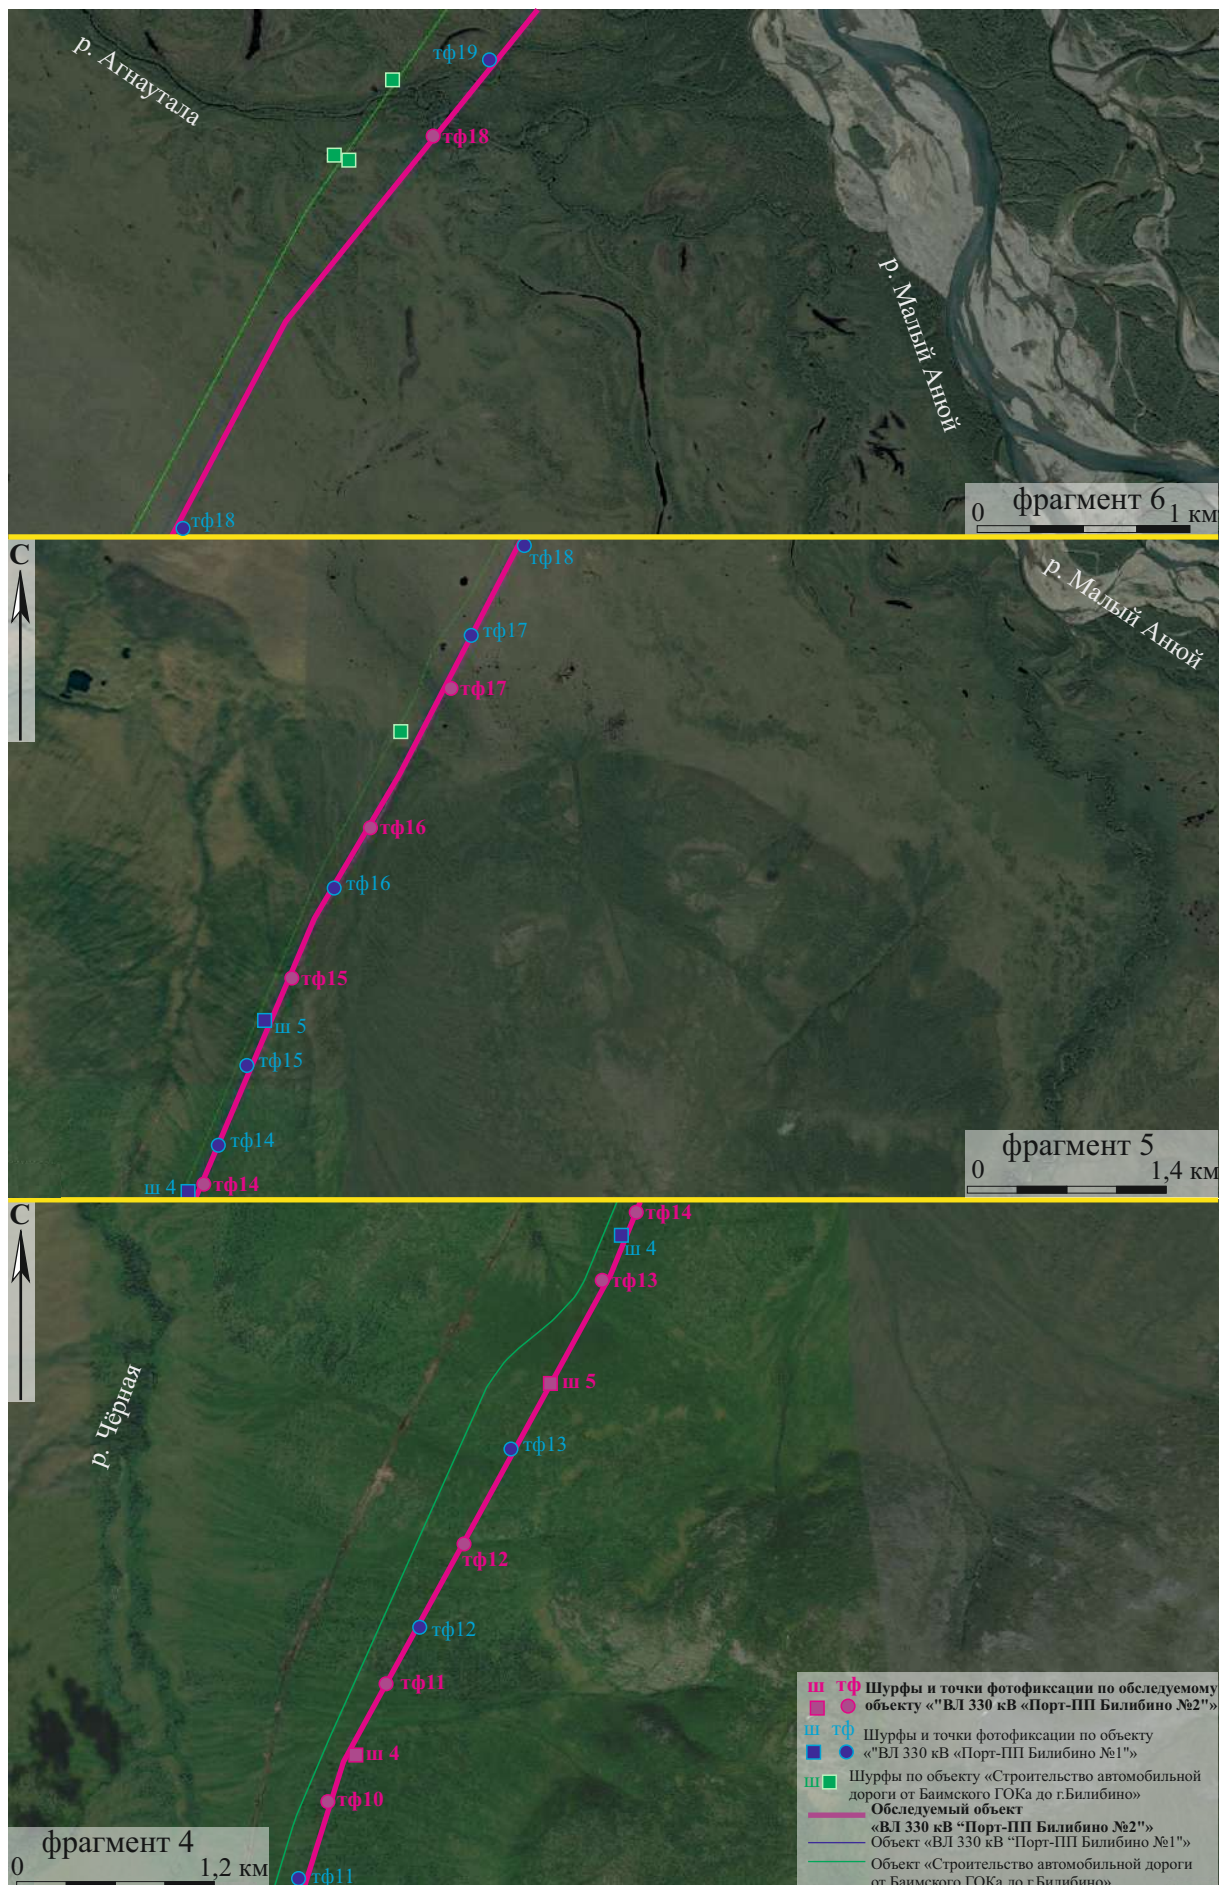 р. Агнаутала
тф19
тф18
р. Малый Анюй
тф18
фрагмент 6
0 1 км
С
тф18
р. Малый Анюй
тф17
тф17
тф16
тф16
тф15
ш 5
тф15
тф14
ш 4
тф14
фрагмент 5
0 1,4 км
С
тф14
ш 4
тф13
р. Чёрная
ш 5
тф13
тф12
тф12
тф11
ш 4
тф10
тф11
фрагмент 4
0 1,2 км
ш тф Шурфы и точки фотофиксации по обследуемому
объекту «"ВЛ 330 кВ «Порт-ПП Билибино №2"»
ш тф Шурфы и точки фотофиксации по объекту
«"ВЛ 330 кВ «Порт-ПП Билибино №1"»
ш Шурфы по объекту «Строительство автомобильной
дороги от Баимского ГОКа до г.Билибино»
Обследуемый объект
«ВЛ 330 кВ “Порт-ПП Билибино №2"»
Объект «ВЛ 330 кВ “Порт-ПП Билибино №1"»
Объект «Строительство автомобильной дороги
от Баимского ГОКа до г.Билибино»